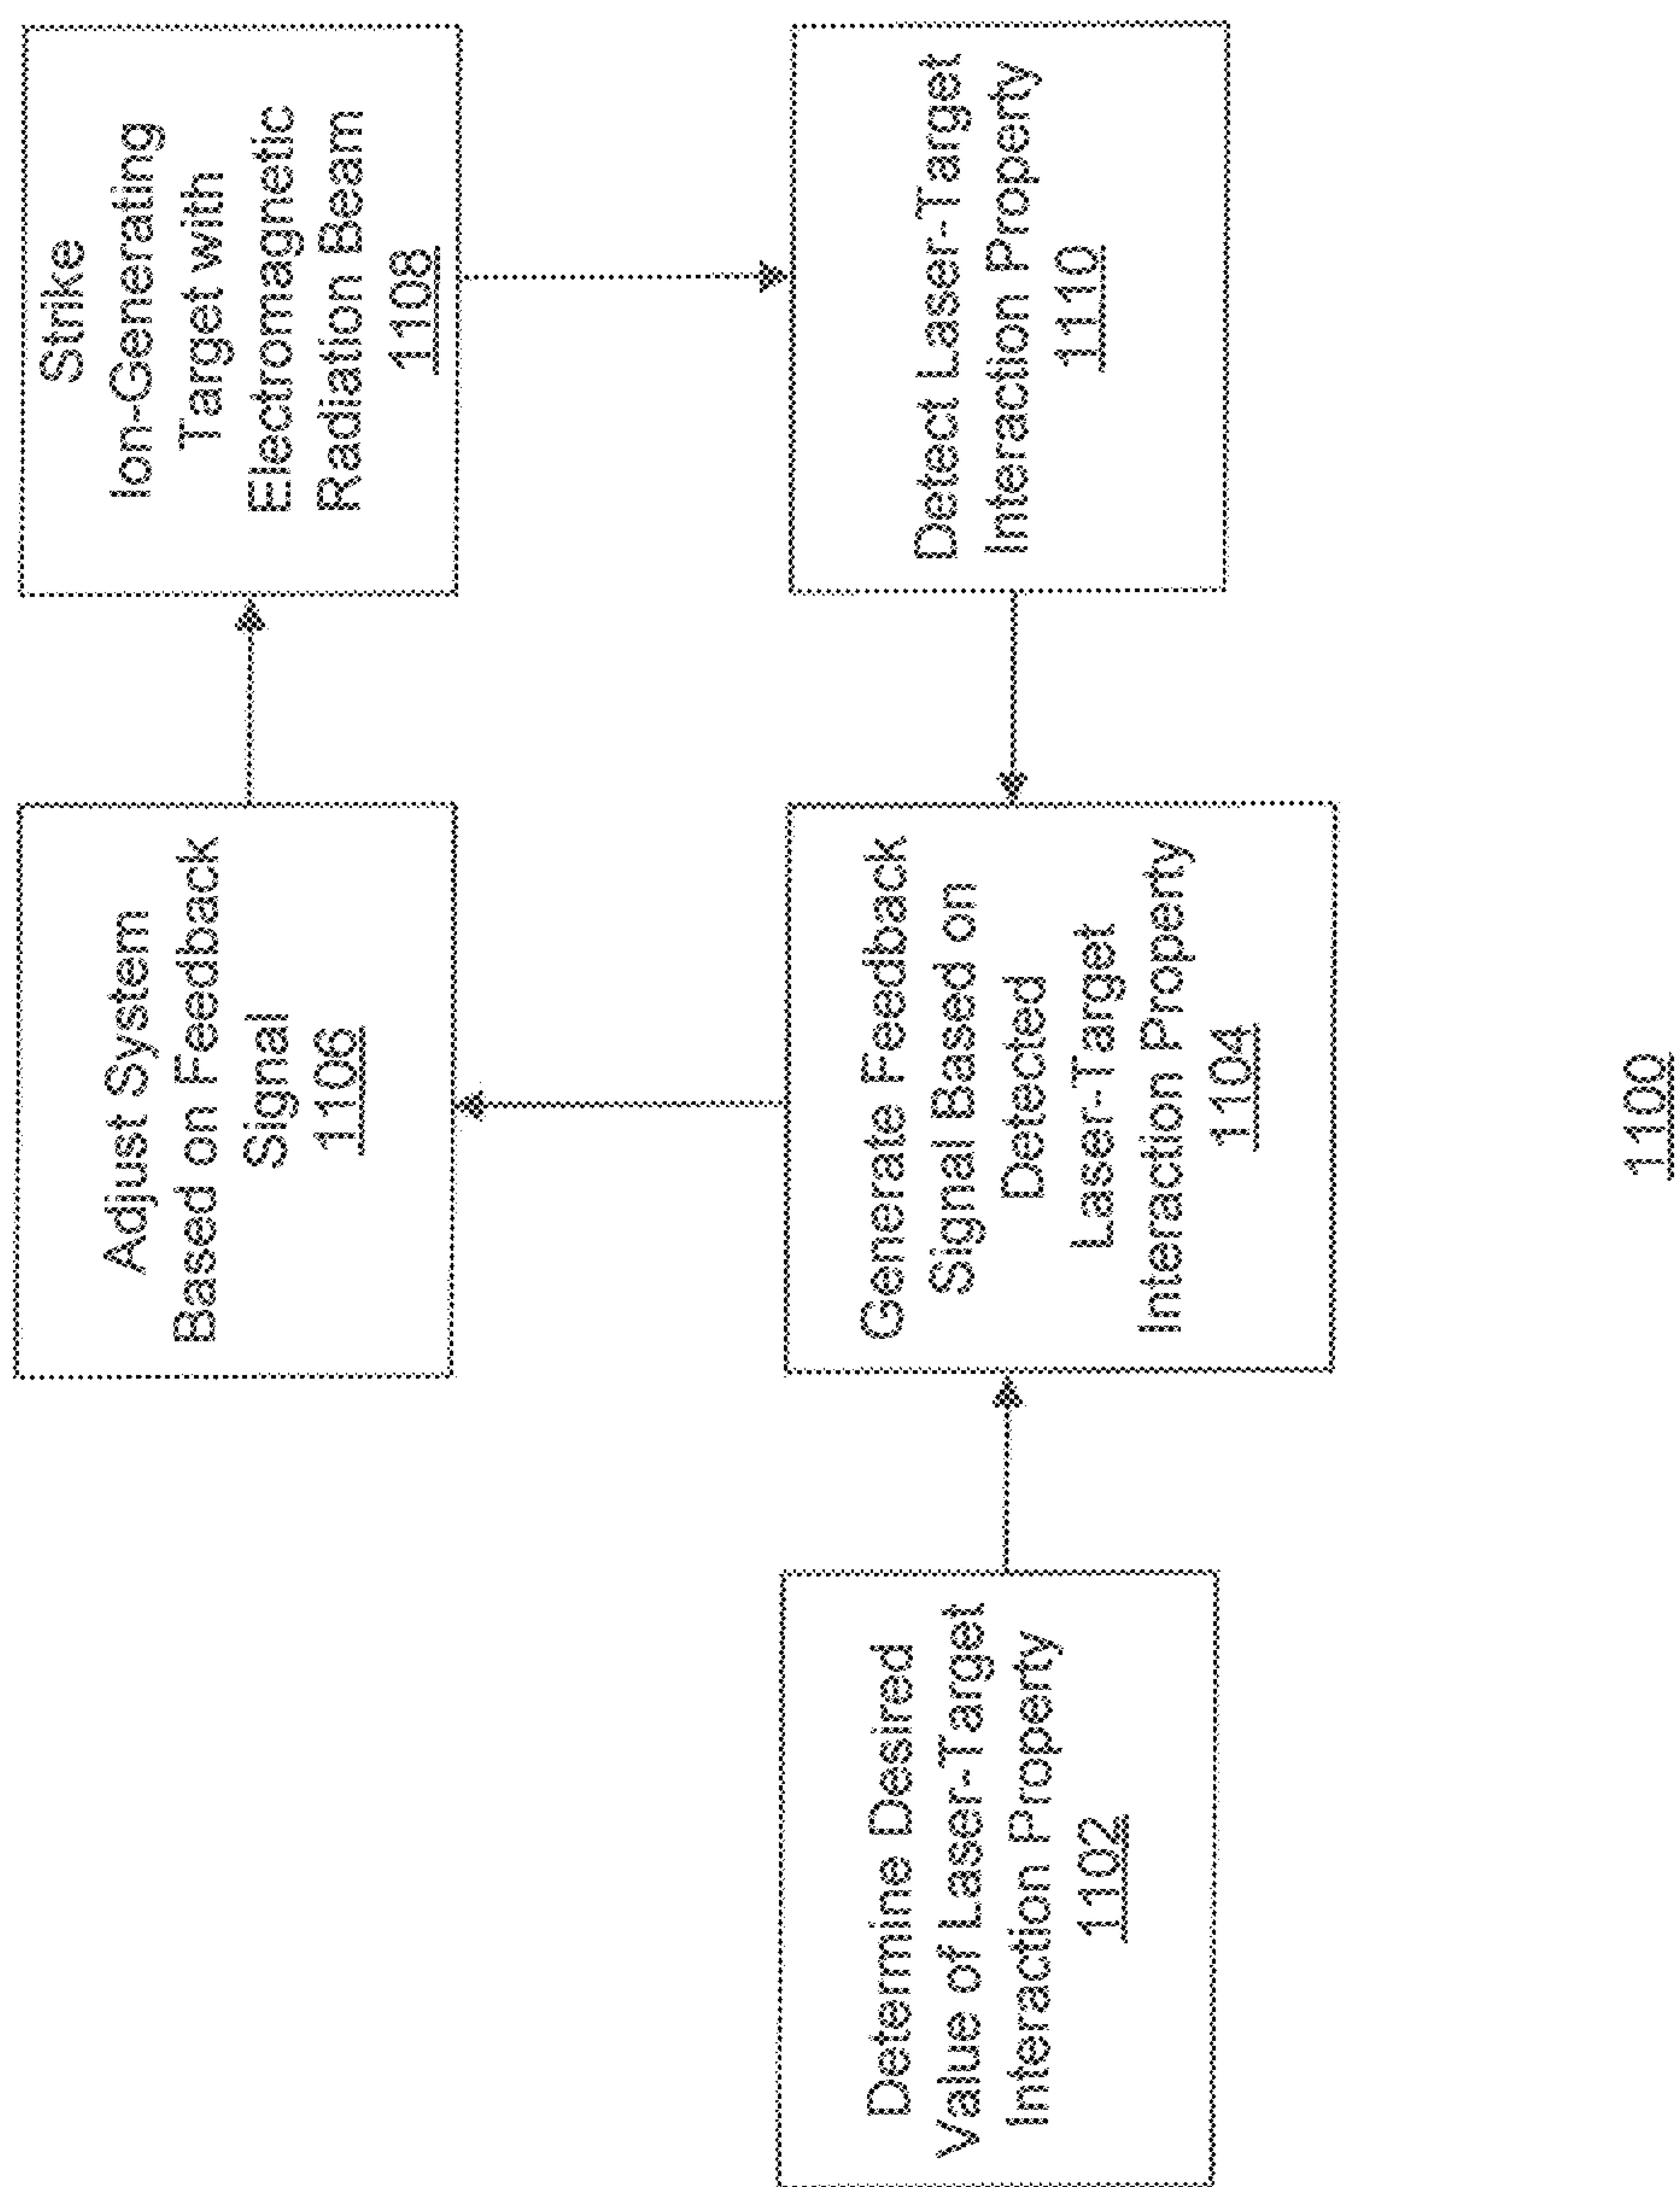 Determine Desired
Value of Laser-Target
Interaction Property
1102
Generate Feedback
Signal Based on
Detected
Laser-Target
Interaction Property
1104
Adjust System
Based on Feedback
Signal
1106
Strike
Ion-Generating
Target with
Electromagnetic
Radiation Beam
1108
Detect Laser-Target
Interaction Property
1110
1100